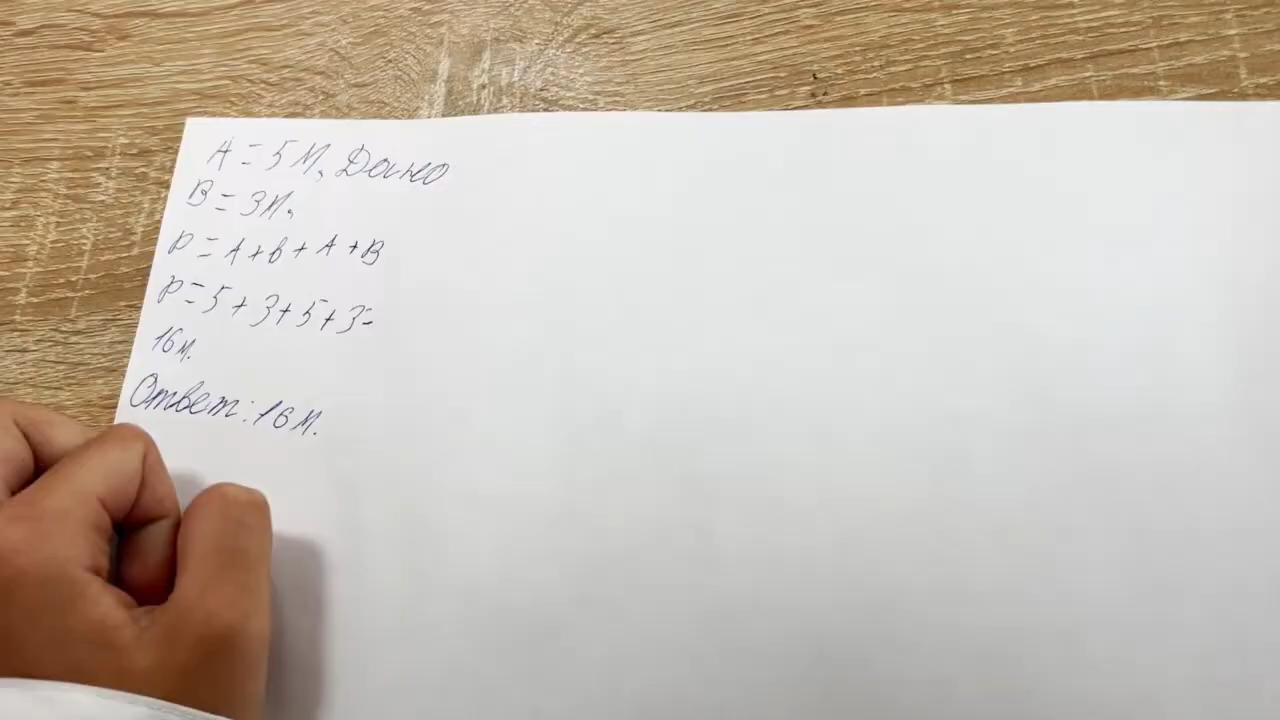 A = 5 м, Дано
B = 3 м,
P = A + B + A + B
P = 5 + 3 + 5 + 3 =
16 м.
Ответ: 16 м.